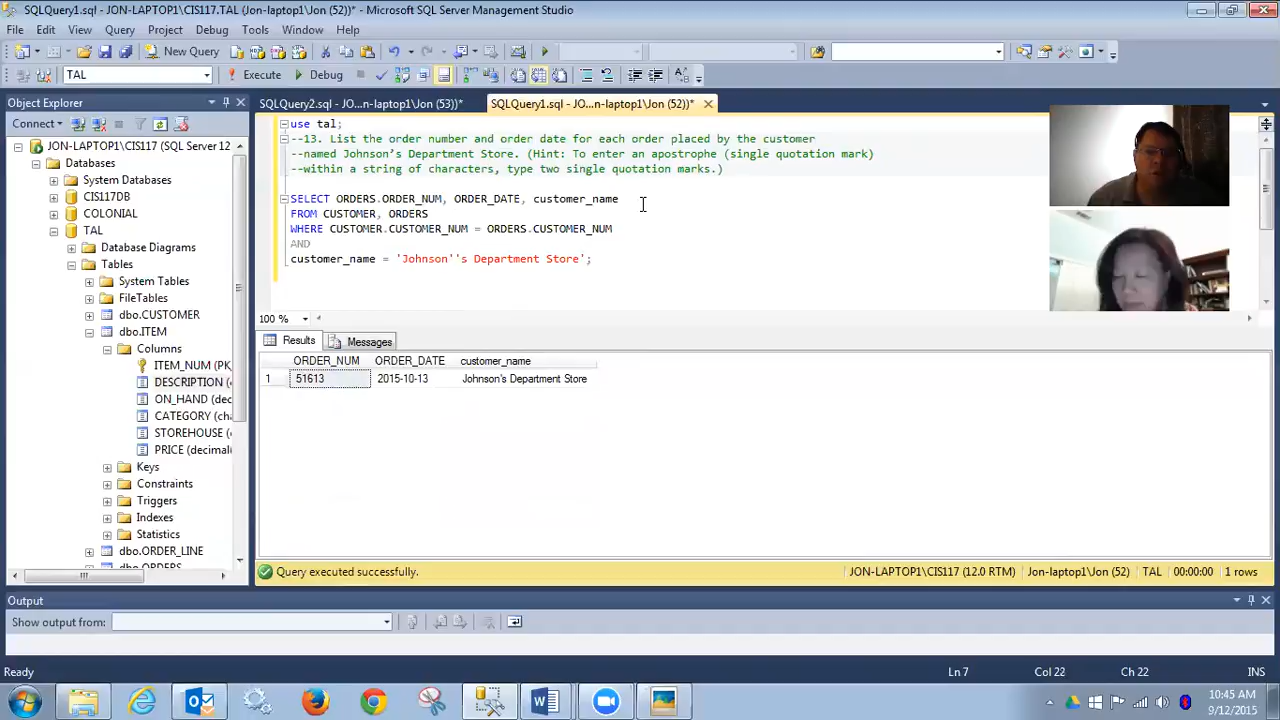 SQLQuery1.sql - JON-LAPTOP1\CIS117.TAL (Jon-laptop1\Jon (52))* - Microsoft SQL Server Management Studio
File Edit View Query Project Debug Tools Window Help
New Query
TAL Execute Debug
Object Explorer
SQLQuery2.sql - JO...n-laptop1\Jon (53))*
SQLQuery1.sql - JO...n-laptop1\Jon (52))*
Connect
JON-LAPTOP1\CIS117 (SQL Server 12
Databases
System Databases
CIS117DB
COLONIAL
TAL
Database Diagrams
Tables
System Tables
FileTables
dbo.CUSTOMER
dbo.ITEM
Columns
ITEM_NUM (PK,
DESCRIPTION (
ON_HAND (dec
CATEGORY (cha
STOREHOUSE (
PRICE (decimal(
Keys
Constraints
Triggers
Indexes
Statistics
dbo.ORDER_LINE
dbo.ORDERS
use tal;
--13. List the order number and order date for each order placed by the customer
--named Johnson’s Department Store. (Hint: To enter an apostrophe (single quotation mark)
--within a string of characters, type two single quotation marks.)
SELECT ORDERS.ORDER_NUM, ORDER_DATE, customer_name
FROM CUSTOMER, ORDERS
WHERE CUSTOMER.CUSTOMER_NUM = ORDERS.CUSTOMER_NUM
AND
customer_name = 'Johnson''s Department Store';
100 %
Results Messages
ORDER_NUM ORDER_DATE customer_name
1 51613 2015-10-13 Johnson's Department Store
Query executed successfully. JON-LAPTOP1\CIS117 (12.0 RTM) Jon-laptop1\Jon (52) TAL 00:00:00 1 rows
Output
Show output from:
Ready Ln 7 Col 22 Ch 22 INS
10:45 AM
9/12/2015